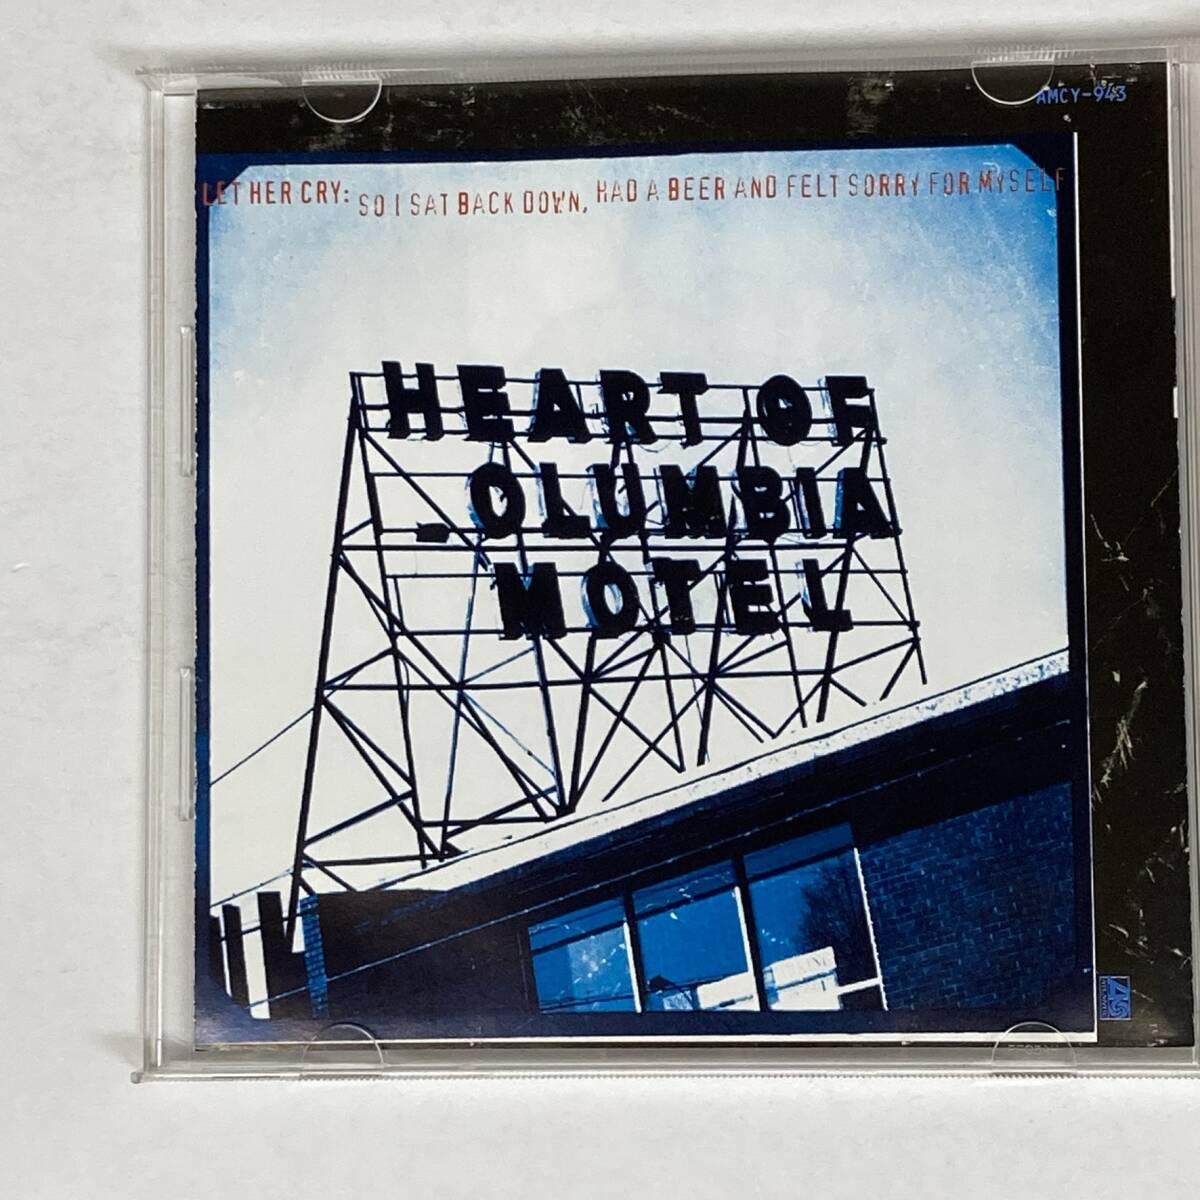 AMCY-943
LET HER CRY: SO I SAT BACK DOWN, HAD A BEER AND FELT SORRY FOR MYSELF
HEART OF
OLUMBIA
MOTEL
ATLANTIC